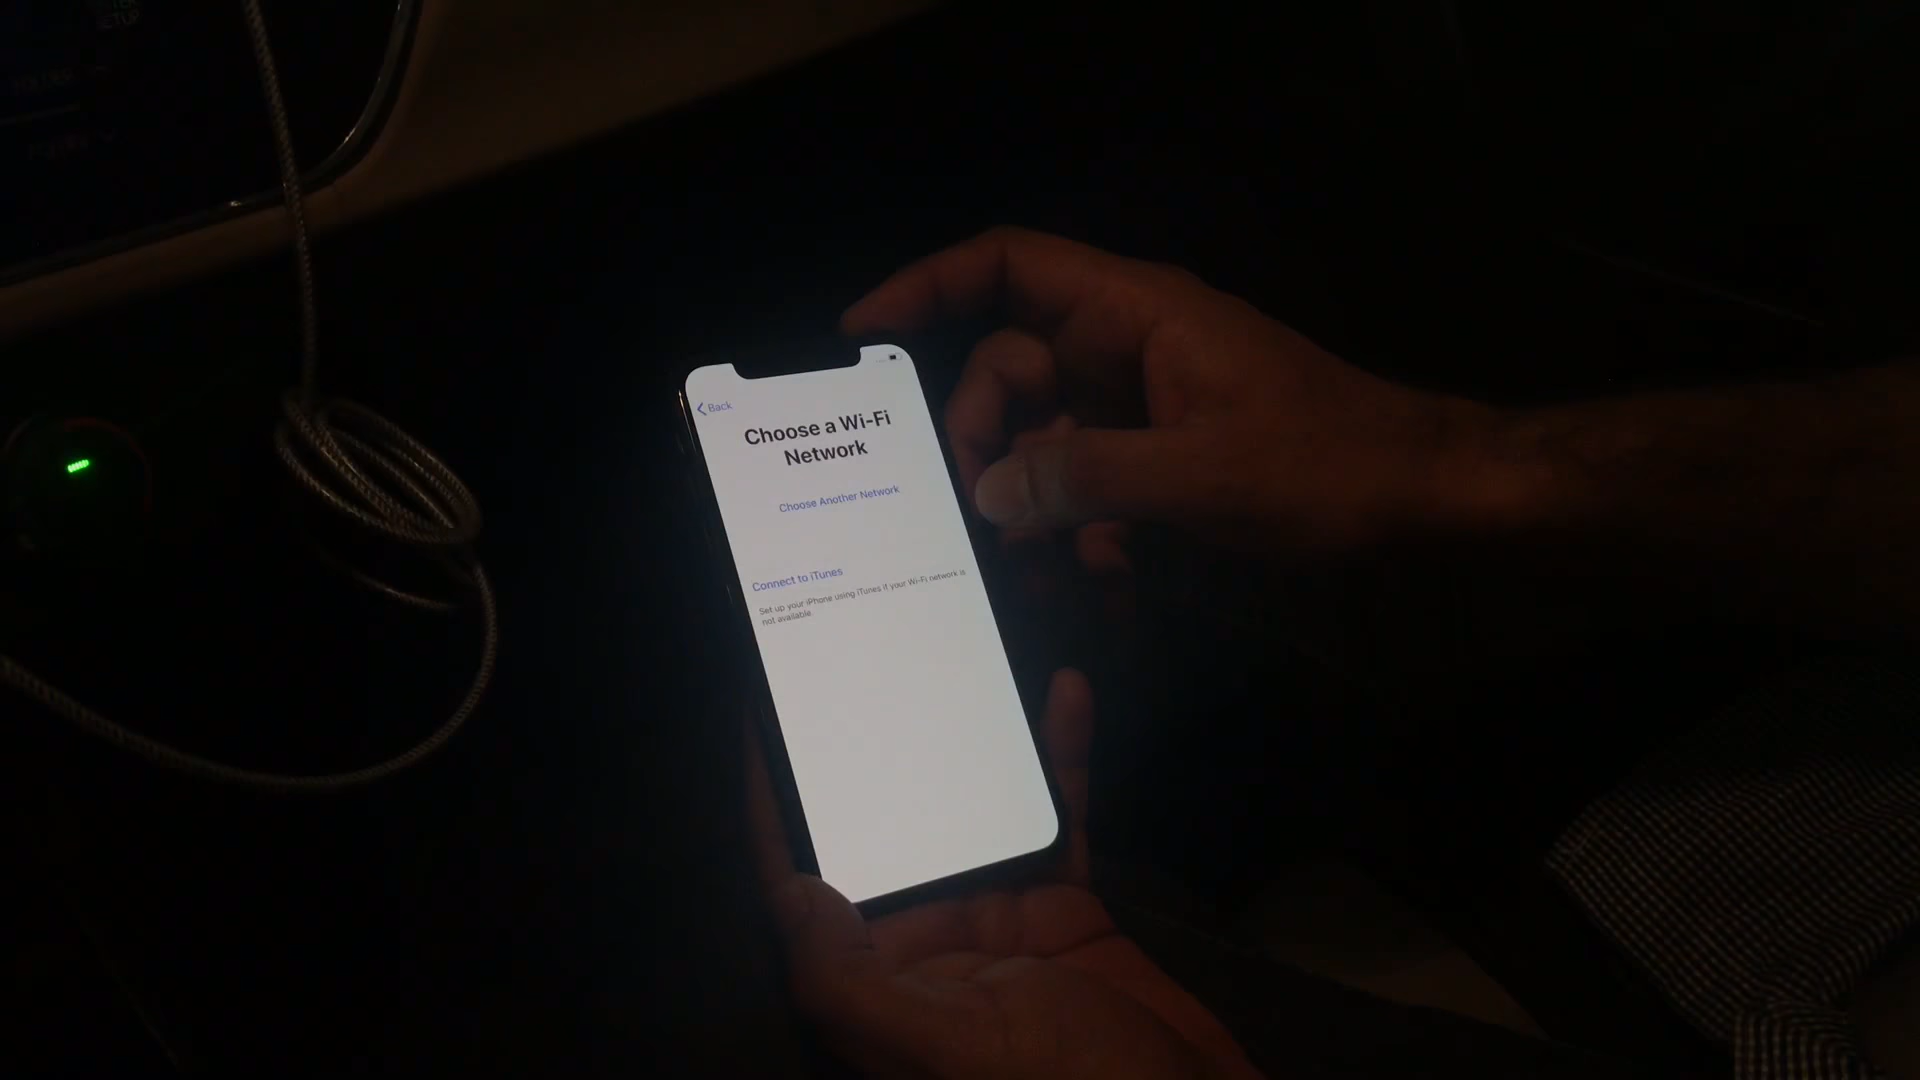 SETUP
Back
Choose a Wi-Fi
Network
Choose Another Network
Connect to iTunes
Set up your iPhone using iTunes if your Wi-Fi network is
not available.